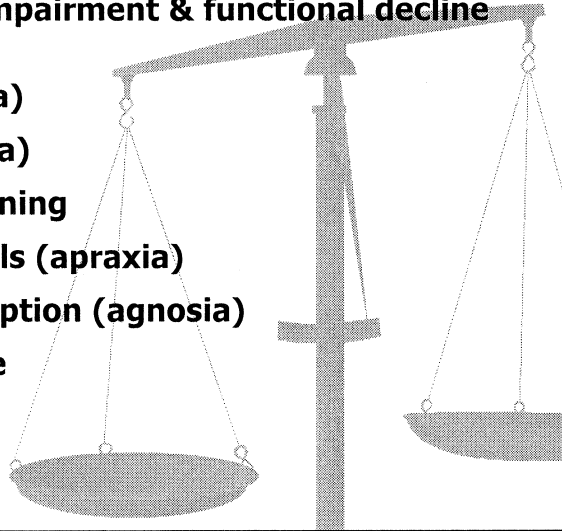 mpairment & functional decline
a)
a)
ning
ls (apraxia)
ption (agnosia)
e